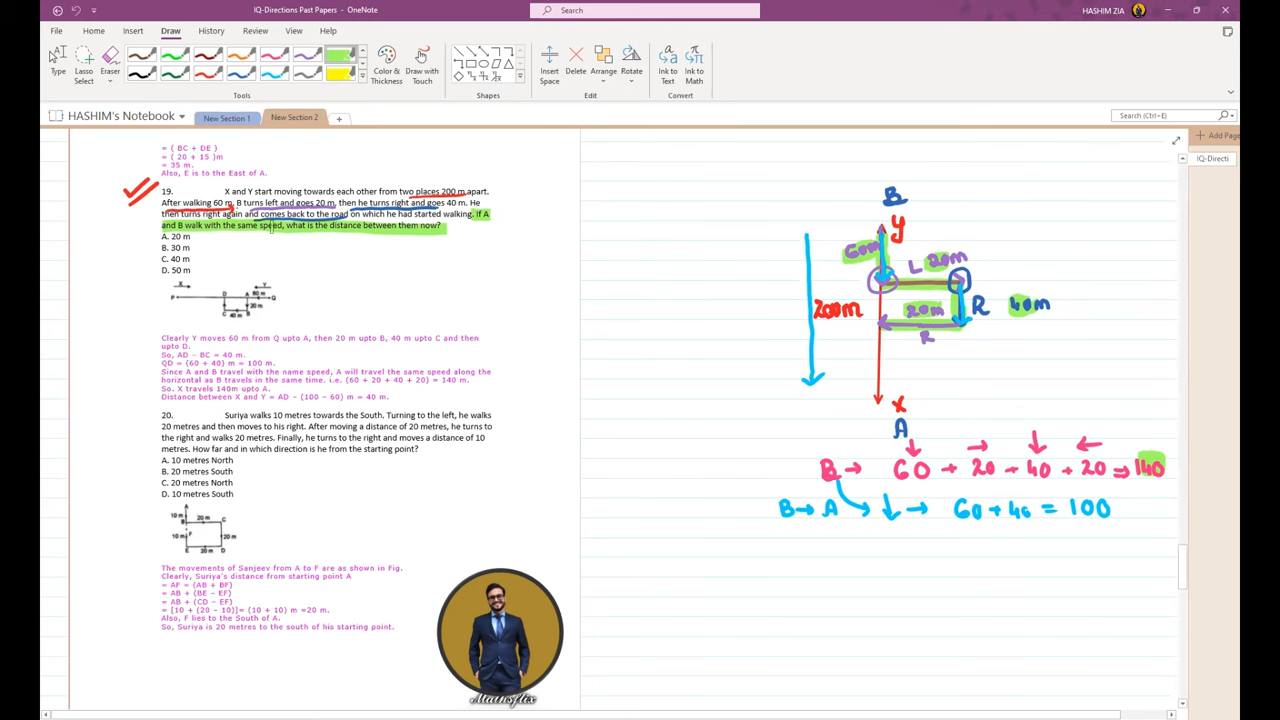 IQ-Directions Past Papers - OneNote
Search
HASHIM ZIA
File Home Insert Draw History Review View Help
Type
Lasso Select
Eraser
Color & Thickness
Draw with Touch
Insert Space
Delete
Arrange
Rotate
Ink to Text
Ink to Math
Tools
Shapes
Edit
Convert
HASHIM's Notebook
New Section 1
New Section 2
Search (Ctrl+E)
Add Page
IQ-Directi
= ( BC + DE )
= ( 20 + 15 )m
= 35 m.
Also, E is to the East of A.
19. X and Y start moving towards each other from two places 200 m apart.
After walking 60 m, B turns left and goes 20 m, then he turns right and goes 40 m. He
then turns right again and comes back to the road on which he had started walking. If A
and B walk with the same speed, what is the distance between them now?
A. 20 m
B. 30 m
C. 40 m
D. 50 m
X Y
P D A 60 m Q
20 m
C 40 m B
Clearly Y moves 60 m from Q upto A, then 20 m upto B, 40 m upto C and then
upto D.
So, AD - BC = 40 m.
QD = (60 + 40) m = 100 m.
Since A and B travel with the name speed, A will travel the same speed along the
horizontal as B travels in the same time. i.e. (60 + 20 + 40 + 20) = 140 m.
So. X travels 140m upto A.
Distance between X and Y = AD - (100 - 60) m = 40 m.
20. Suriya walks 10 metres towards the South. Turning to the left, he walks
20 metres and then moves to his right. After moving a distance of 20 metres, he turns to
the right and walks 20 metres. Finally, he turns to the right and moves a distance of 10
metres. How far and in which direction is he from the starting point?
A. 10 metres North
B. 20 metres South
C. 20 metres North
D. 10 metres South
A
10 m
B 20 m C
10 m F 20 m
E 20 m D
The movements of Sanjeev from A to F are as shown in Fig.
Clearly, Suriya's distance from starting point A
= AF = (AB + BF)
= AB + (BE - EF)
= AB + (CD - EF)
= [10 + (20 - 10)]= (10 + 10) m =20 m.
Also, F lies to the South of A.
So, Suriya is 20 metres to the south of his starting point.
Mainsflix
B
Y
60m
L 20m
200m
20m
R 40m
R
X
A
↓ → ↓ ←
B → 60 + 20 + 40 + 20 ⇒ 140
B → A ↓ → 60 + 40 = 100